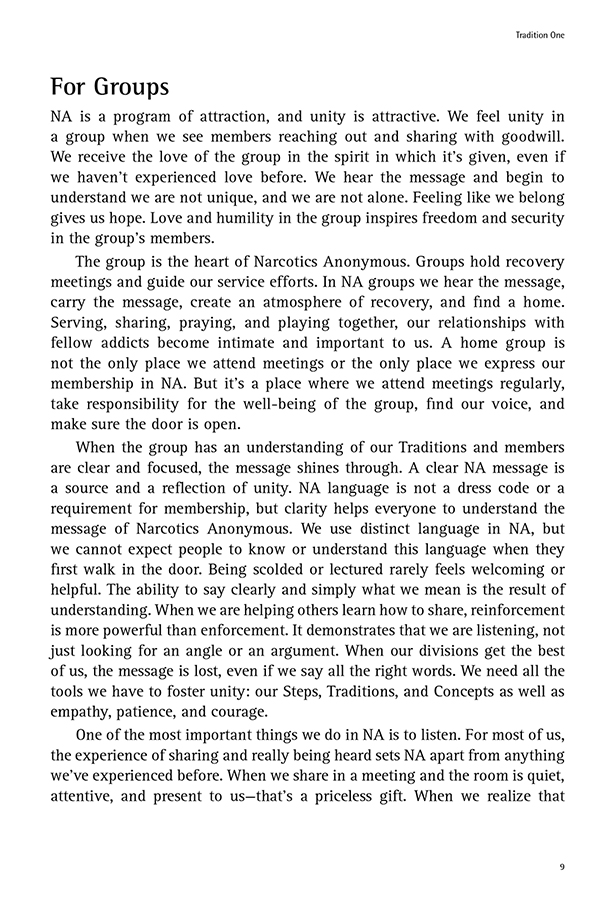 Tradition One
For Groups
NA is a program of attraction, and unity is attractive. We feel unity in
a group when we see members reaching out and sharing with goodwill.
We receive the love of the group in the spirit in which it’s given, even if
we haven’t experienced love before. We hear the message and begin to
understand we are not unique, and we are not alone. Feeling like we belong
gives us hope. Love and humility in the group inspires freedom and security
in the group’s members.
The group is the heart of Narcotics Anonymous. Groups hold recovery
meetings and guide our service efforts. In NA groups we hear the message,
carry the message, create an atmosphere of recovery, and find a home.
Serving, sharing, praying, and playing together, our relationships with
fellow addicts become intimate and important to us. A home group is
not the only place we attend meetings or the only place we express our
membership in NA. But it’s a place where we attend meetings regularly,
take responsibility for the well-being of the group, find our voice, and
make sure the door is open.
When the group has an understanding of our Traditions and members
are clear and focused, the message shines through. A clear NA message is
a source and a reflection of unity. NA language is not a dress code or a
requirement for membership, but clarity helps everyone to understand the
message of Narcotics Anonymous. We use distinct language in NA, but
we cannot expect people to know or understand this language when they
first walk in the door. Being scolded or lectured rarely feels welcoming or
helpful. The ability to say clearly and simply what we mean is the result of
understanding. When we are helping others learn how to share, reinforcement
is more powerful than enforcement. It demonstrates that we are listening, not
just looking for an angle or an argument. When our divisions get the best
of us, the message is lost, even if we say all the right words. We need all the
tools we have to foster unity: our Steps, Traditions, and Concepts as well as
empathy, patience, and courage.
One of the most important things we do in NA is to listen. For most of us,
the experience of sharing and really being heard sets NA apart from anything
we’ve experienced before. When we share in a meeting and the room is quiet,
attentive, and present to us—that’s a priceless gift. When we realize that
9